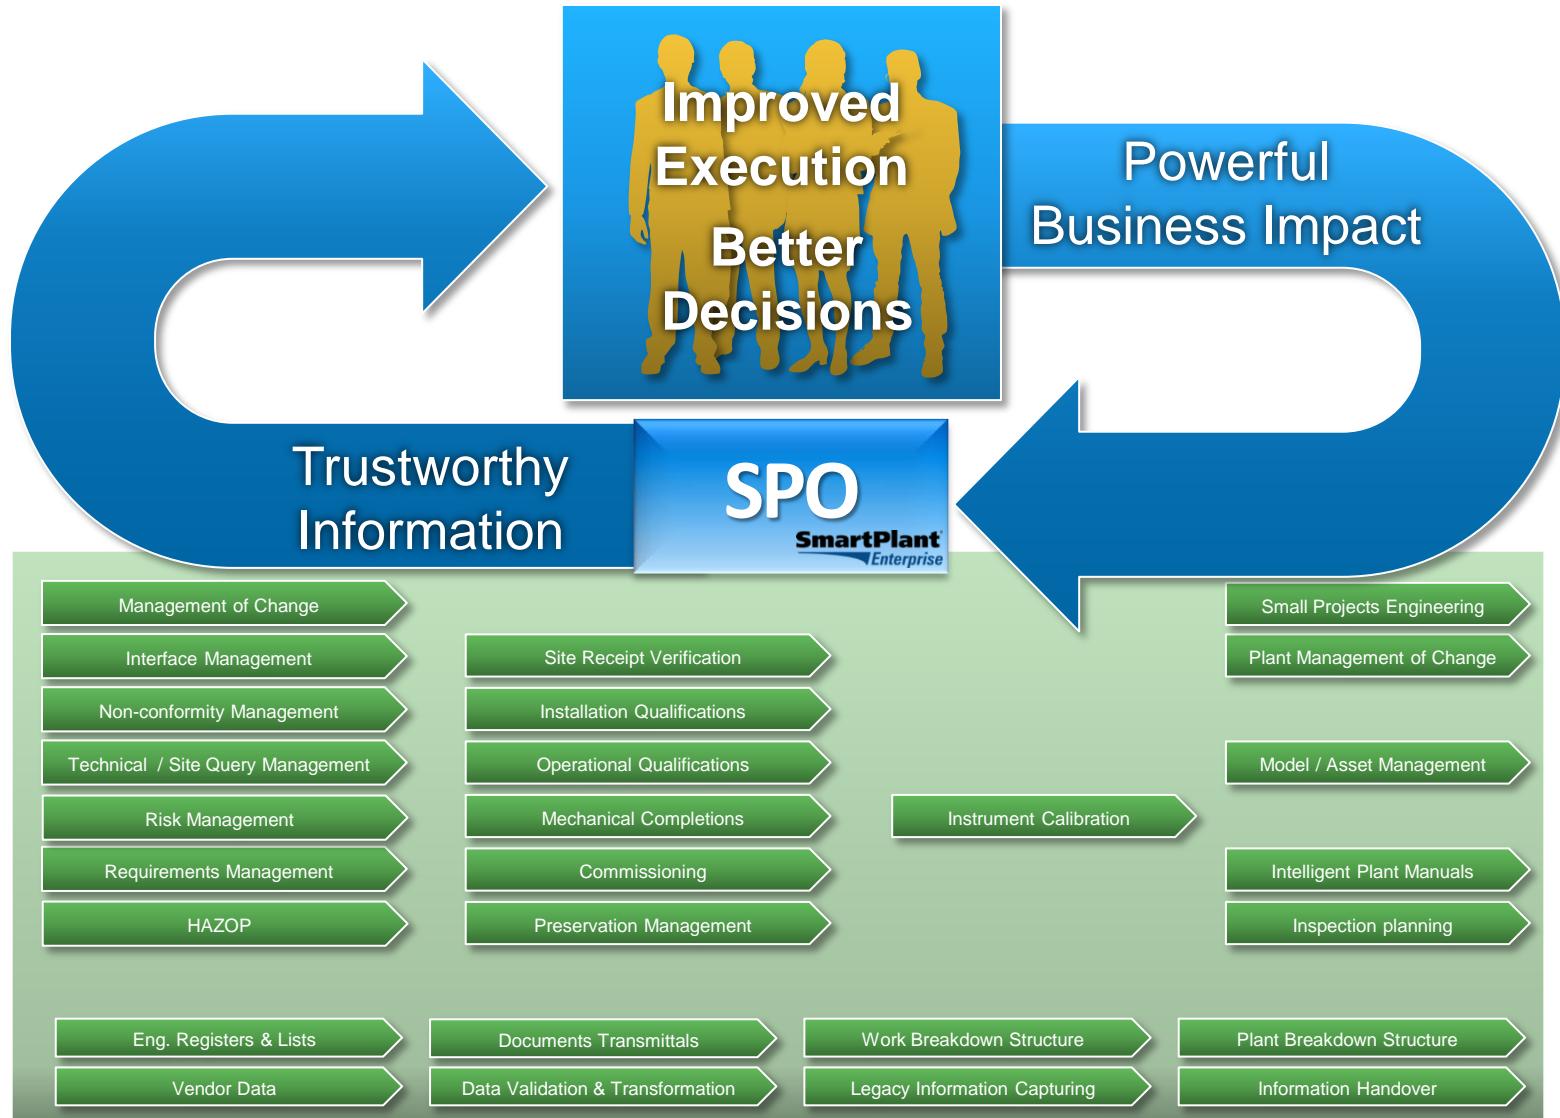 Improved
Execution
Better
Decisions
Powerful
Business Impact
Trustworthy
Information
SPO
SmartPlant
Enterprise
Management of Change
Interface Management
Non-conformity Management
Technical / Site Query Management
Risk Management
Requirements Management
HAZOP
Site Receipt Verification
Installation Qualifications
Operational Qualifications
Mechanical Completions
Commissioning
Preservation Management
Instrument Calibration
Small Projects Engineering
Plant Management of Change
Model / Asset Management
Intelligent Plant Manuals
Inspection planning
Eng. Registers & Lists
Documents Transmittals
Work Breakdown Structure
Plant Breakdown Structure
Vendor Data
Data Validation & Transformation
Legacy Information Capturing
Information Handover